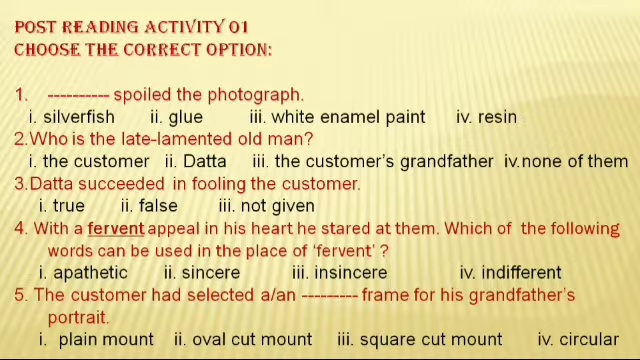 POST READING ACTIVITY 01
CHOOSE THE CORRECT OPTION:
1. ---------- spoiled the photograph.
i. silverfish ii. glue iii. white enamel paint iv. resin
2.Who is the late-lamented old man?
i. the customer ii. Datta iii. the customer's grandfather iv.none of them
3.Datta succeeded in fooling the customer.
i. true ii. false iii. not given
4. With a fervent appeal in his heart he stared at them. Which of the following
words can be used in the place of 'fervent' ?
i. apathetic ii. sincere iii. insincere iv. indifferent
5. The customer had selected a/an --------- frame for his grandfather's
portrait.
i. plain mount ii. oval cut mount iii. square cut mount iv. circular